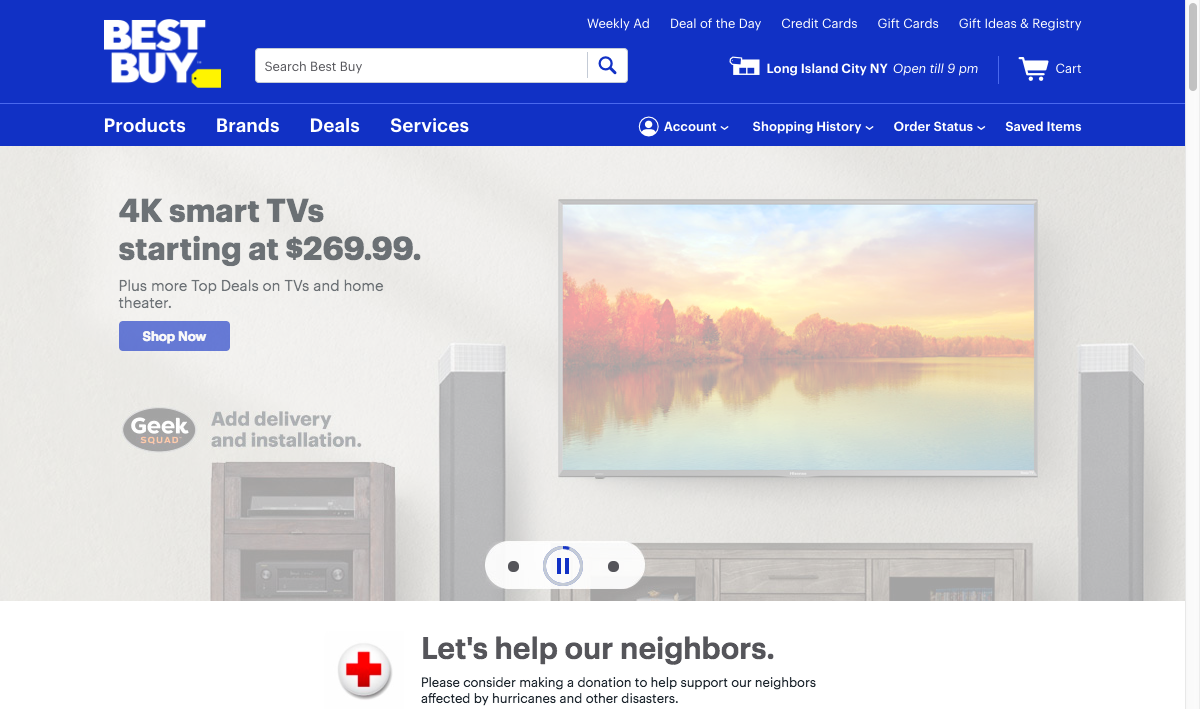 Weekly Ad Deal of the Day Credit Cards Gift Cards Gift Ideas & Registry
BEST
BUY
Search Best Buy
Long Island City NY Open till 9 pm
Cart
Products Brands Deals Services
Account Shopping History Order Status Saved Items
4K smart TVs
starting at $269.99.
Plus more Top Deals on TVs and home
theater.
Shop Now
Geek
SQUAD
Add delivery
and installation.
Let's help our neighbors.
Please consider making a donation to help support our neighbors
affected by hurricanes and other disasters.